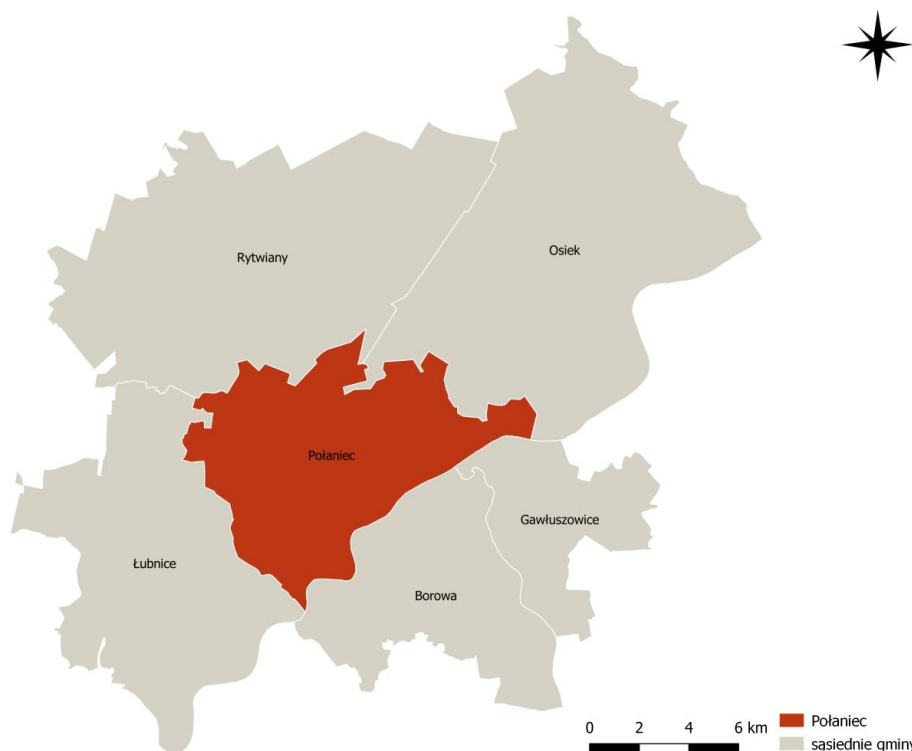 Osiek
Rytwiany
Połaniec
Gawłuszowice
Łubnice
Borowa
0 2 4 6 km
Połaniec
sąsiednie gminy